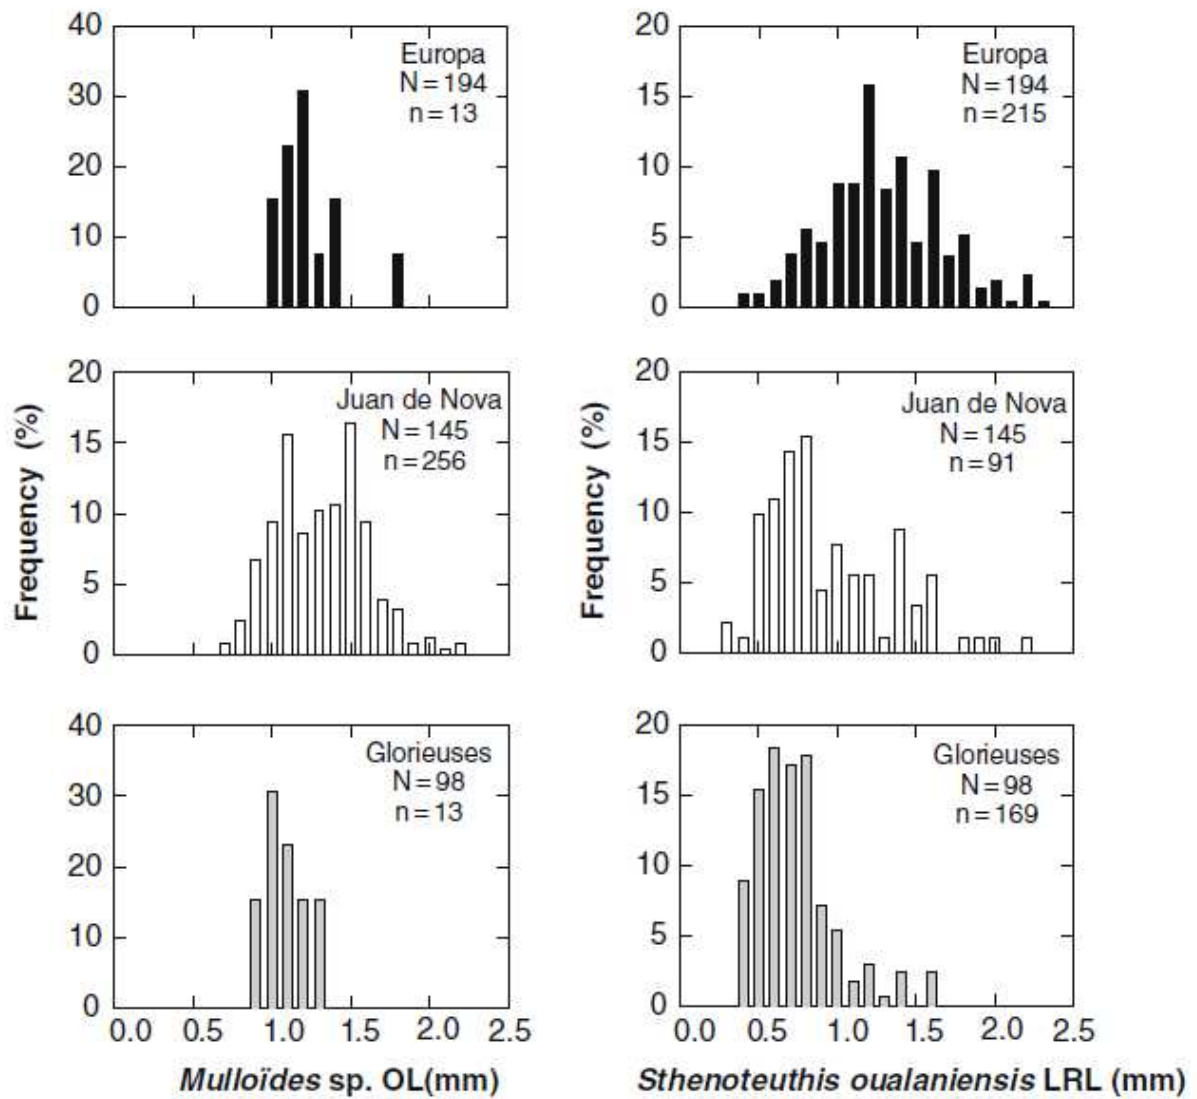 40
30
20
10
0
Europa
N = 194
n = 13
20
15
10
5
0
Europa
N = 194
n = 215
Frequency (%)
20
15
10
5
0
Juan de Nova
N = 145
n = 256
Frequency (%)
20
15
10
5
0
Juan de Nova
N = 145
n = 91
40
30
20
10
0
Glorieuses
N = 98
n = 13
0.0 0.5 1.0 1.5 2.0 2.5
Mulloïdes sp. OL(mm)
20
15
10
5
0
Glorieuses
N = 98
n = 169
0.0 0.5 1.0 1.5 2.0 2.5
Sthenoteuthis oualaniensis LRL (mm)